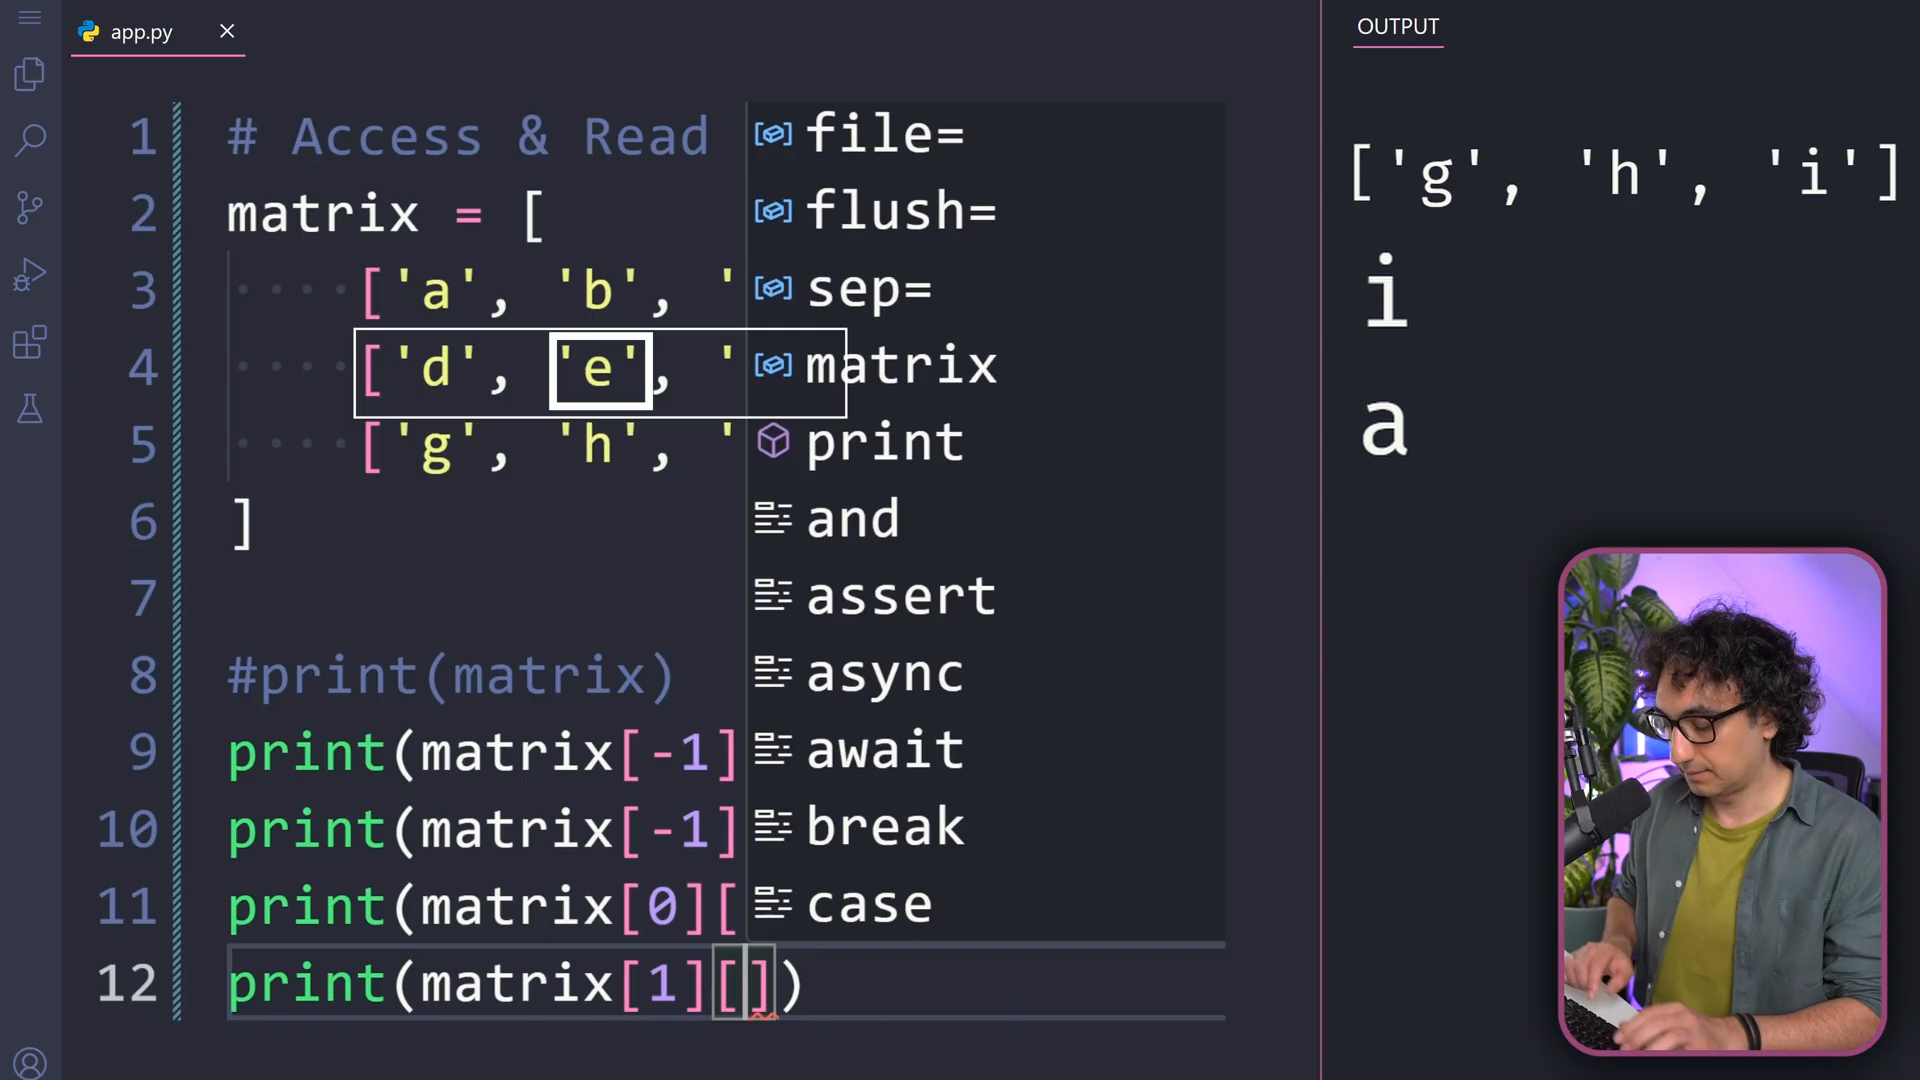 app.py
OUTPUT
1 # Access & Read
2 matrix = [
3 ['a', 'b', '
4 ['d', 'e', '
5 ['g', 'h', '
6 ]
7
8 #print(matrix)
9 print(matrix[-1]
10 print(matrix[-1]
11 print(matrix[0][
12 print(matrix[1][])
file=
flush=
sep=
matrix
print
and
assert
async
await
break
case
['g', 'h', 'i']
i
a